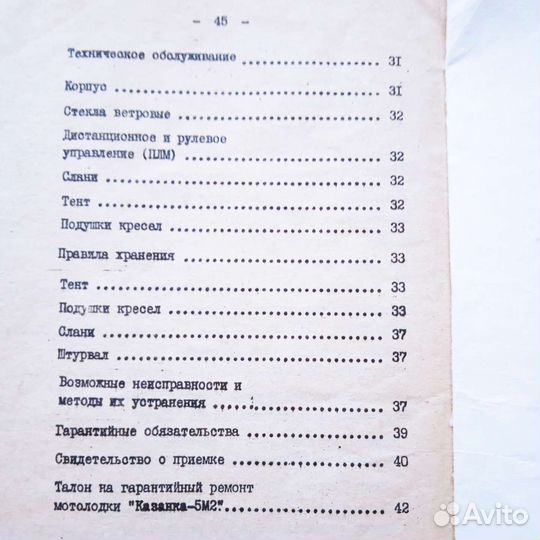 - 45 -
Техническое обслуживание ........................ 31
Корпус ........................................ 31
Стекла ветровые ............................... 32
Дистанционное и рулевое
управление (ПЛМ) .............................. 32
Слани ......................................... 32
Тент .......................................... 32
Подушки кресел ................................ 33
Правила хранения .............................. 33
Тент .......................................... 33
Подушки кресел ................................ 33
Слани ......................................... 37
Штурвал ....................................... 37
Возможные неисправности и
методы их устранения .......................... 37
Гарантийные обязательства ..................... 39
Свидетельство о приемке ....................... 40
Талон на гарантийный ремонт
мотолодки "Казанка-5М2" ....................... 42
Avito